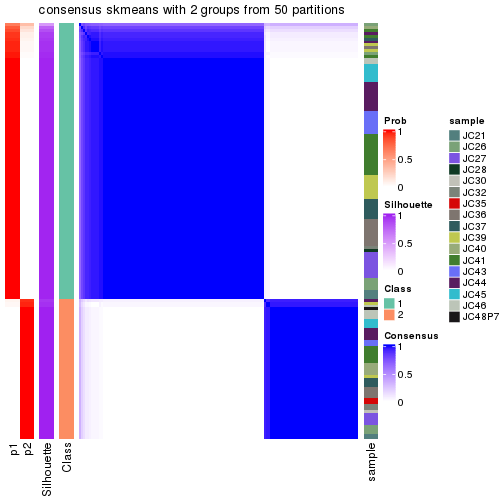 consensus skmeans with 2 groups from 50 partitions
Prob
1
0.5
0
Silhouette
1
0.5
0
Class
1
2
Consensus
1
0.5
0
sample
JC21
JC26
JC27
JC28
JC30
JC32
JC35
JC36
JC37
JC39
JC40
JC41
JC43
JC44
JC45
JC46
JC48P7
p1
p2
Silhouette
Class
sample